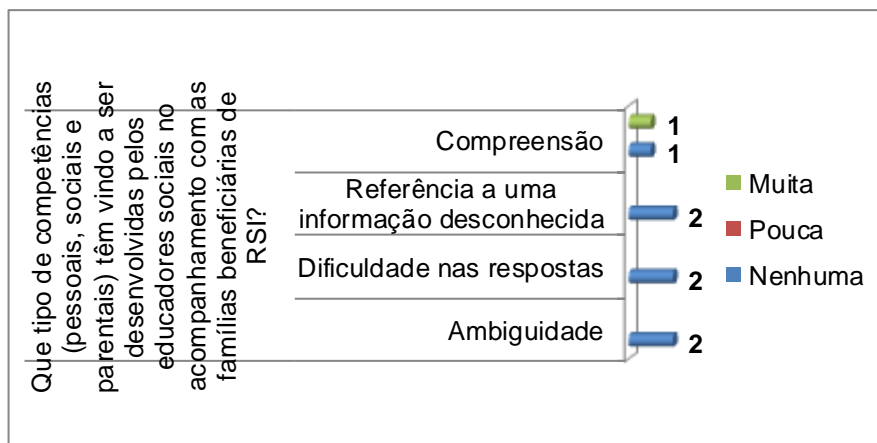 Que tipo de competências
(pessoais, sociais e
parentais) têm vindo a ser
desenvolvidas pelos
educadores sociais no
acompanhamento com as
famílias beneficiárias de
RSI?
Compreensão
1
1
Referência a uma
informação desconhecida
2
Dificuldade nas respostas
2
Ambiguidade
2
Muita
Pouca
Nenhuma